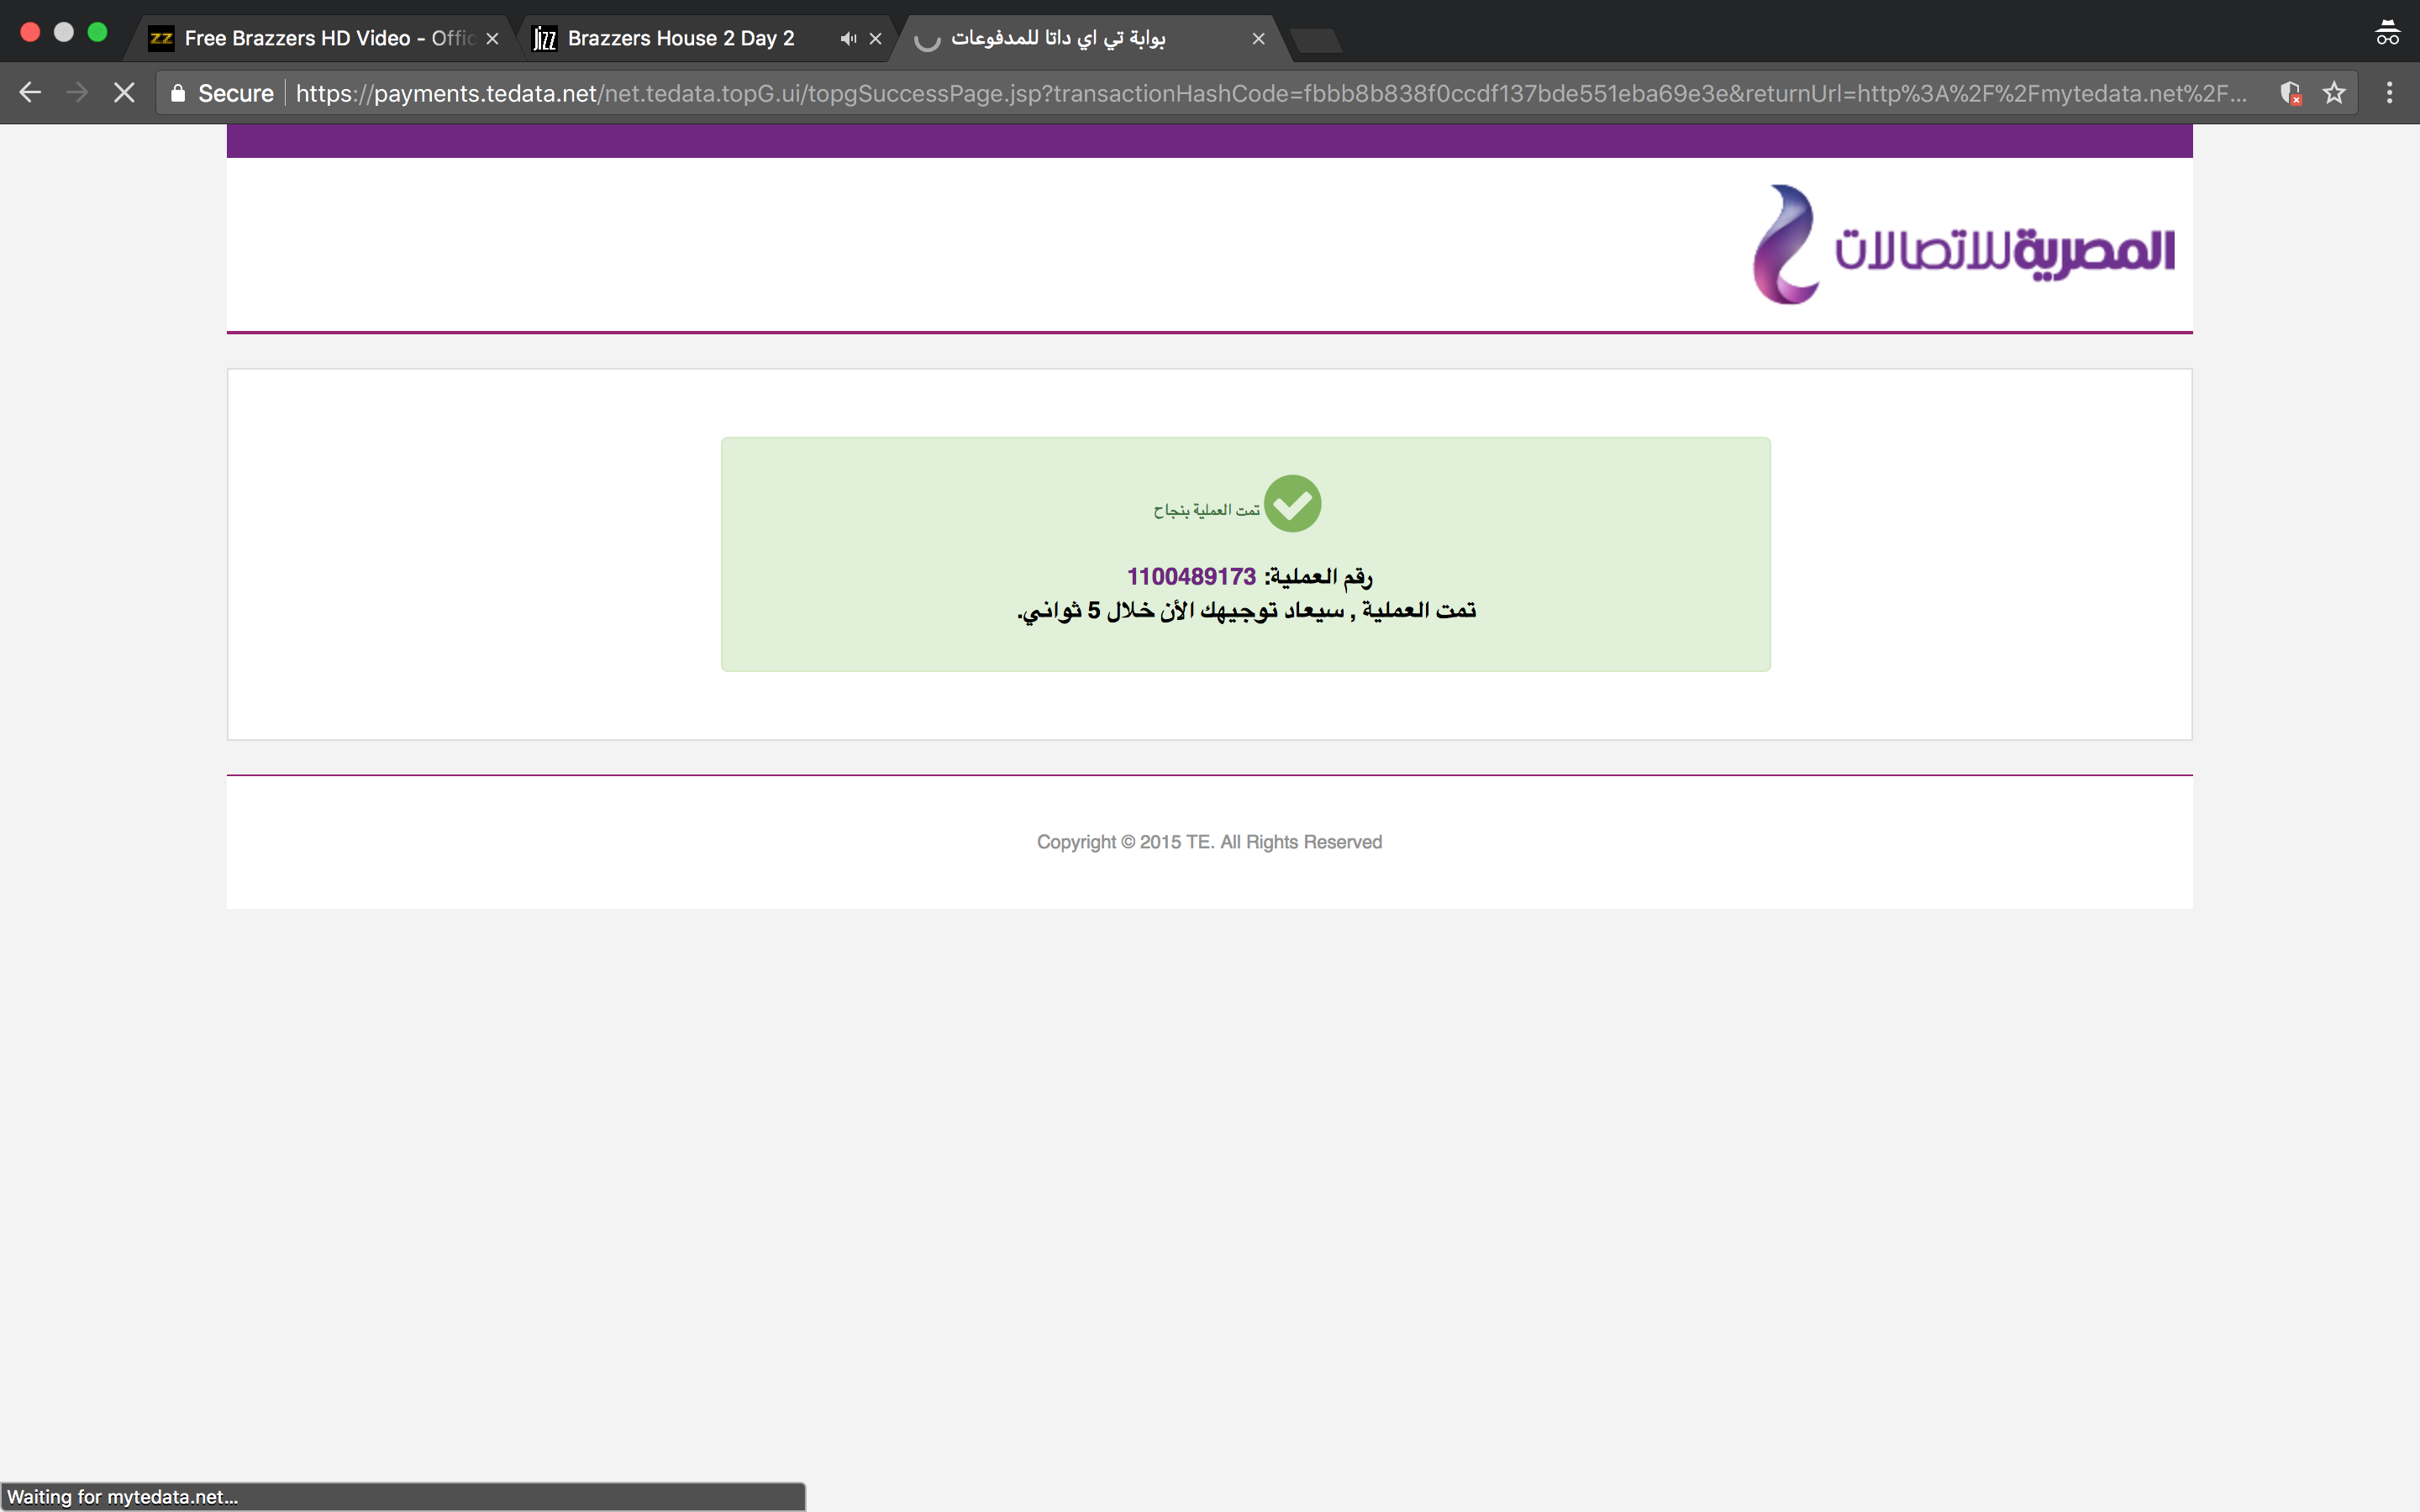 Free Brazzers HD Video - Offic
Brazzers House 2 Day 2
بوابة تي اي داتا للمدفوعات
Secure https://payments.tedata.net/net.tedata.topG.ui/topgSuccessPage.jsp?transactionHashCode=fbbb8b838f0ccdf137bde551eba69e3e&returnUrl=http%3A%2F%2Fmytedata.net%2F...
المصرية للاتصالات
تمت العملية بنجاح
رقم العملية: 1100489173
تمت العملية , سيعاد توجيهك الأن خلال 5 ثواني.
Copyright © 2015 TE. All Rights Reserved
Waiting for mytedata.net...